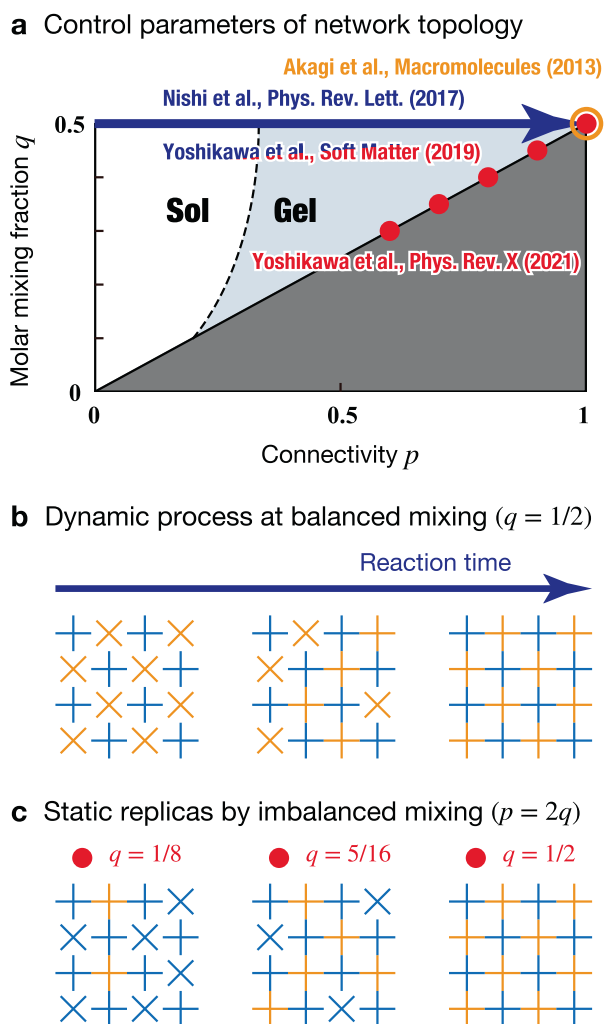 a Control parameters of network topology
Akagi et al., Macromolecules (2013)
Nishi et al., Phys. Rev. Lett. (2017)
0.5
Yoshikawa et al., Soft Matter (2019)
Sol
Gel
Yoshikawa et al., Phys. Rev. X (2021)
Molar mixing fraction q
0
0
0.5
1
Connectivity p
b Dynamic process at balanced mixing (q = 1/2)
Reaction time
c Static replicas by imbalanced mixing (p = 2q)
q = 1/8
q = 5/16
q = 1/2